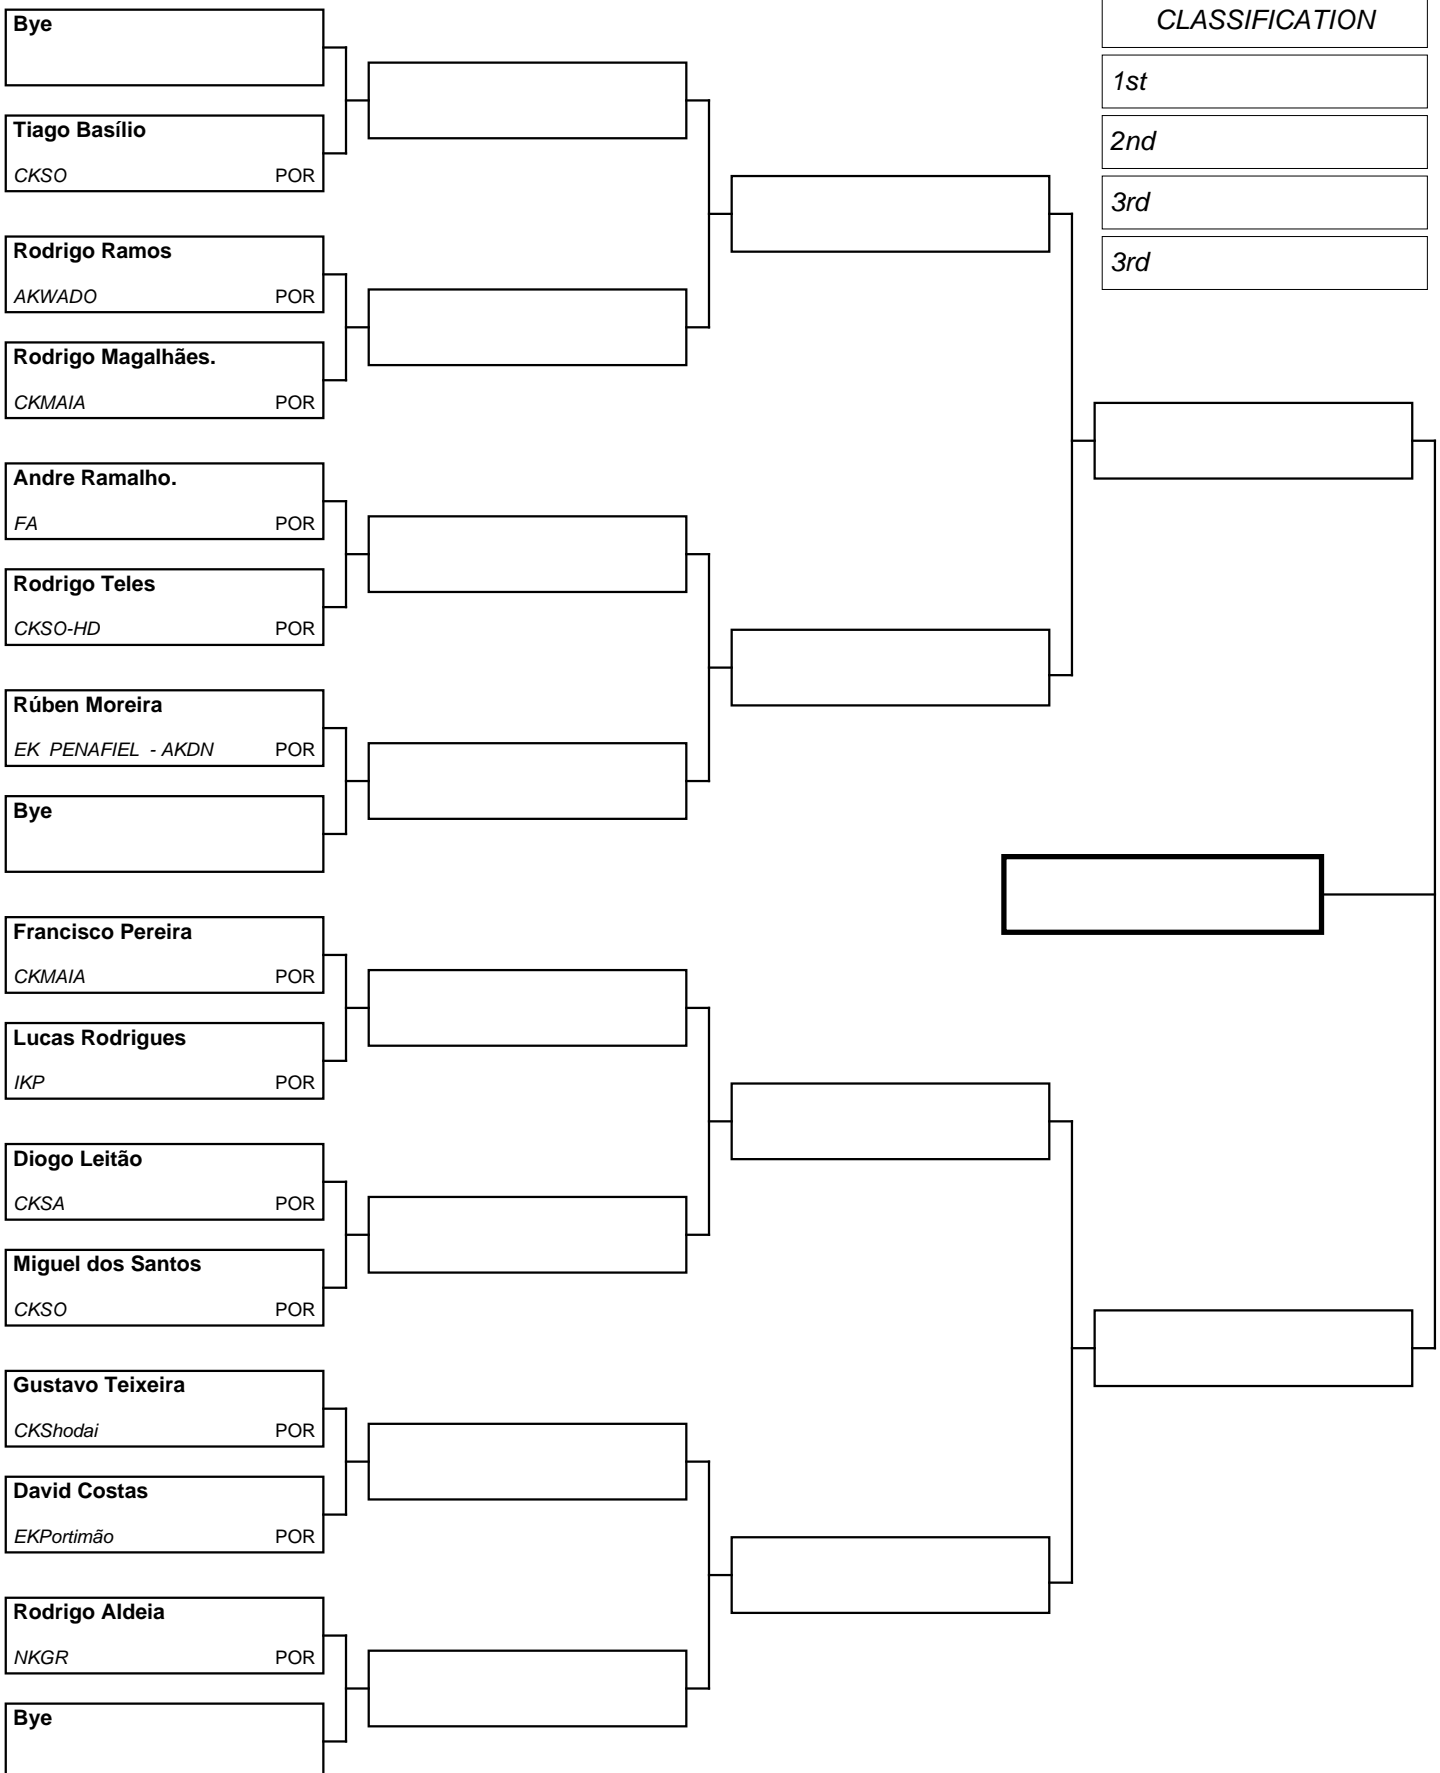 Bye
Tiago Basílio
CKSO POR
Rodrigo Ramos
AKWADO POR
Rodrigo Magalhães.
CKMAIA POR
Andre Ramalho.
FA POR
Rodrigo Teles
CKSO-HD POR
Rúben Moreira
EK PENAFIEL - AKDN POR
Bye
Francisco Pereira
CKMAIA POR
Lucas Rodrigues
IKP POR
Diogo Leitão
CKSA POR
Miguel dos Santos
CKSO POR
Gustavo Teixeira
CKShodai POR
David Costas
EKPortimão POR
Rodrigo Aldeia
NKGR POR
Bye
CLASSIFICATION
1st
2nd
3rd
3rd